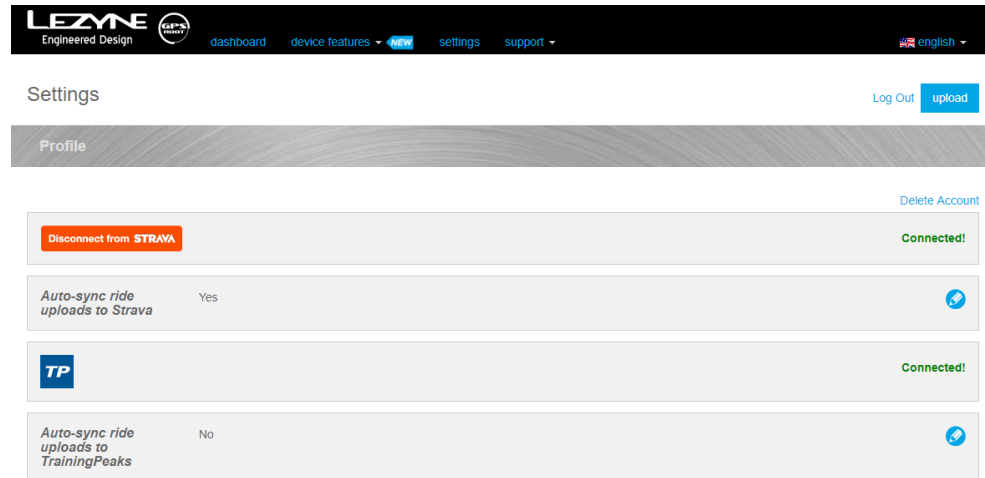 LEZYNE
Engineered Design
GPS
ROOT
dashboard device features NEW settings support english
Settings
Log Out upload
Profile
Delete Account
Disconnect from STRAVA Connected!
Auto-sync ride Yes
uploads to Strava
TP Connected!
Auto-sync ride No
uploads to
TrainingPeaks